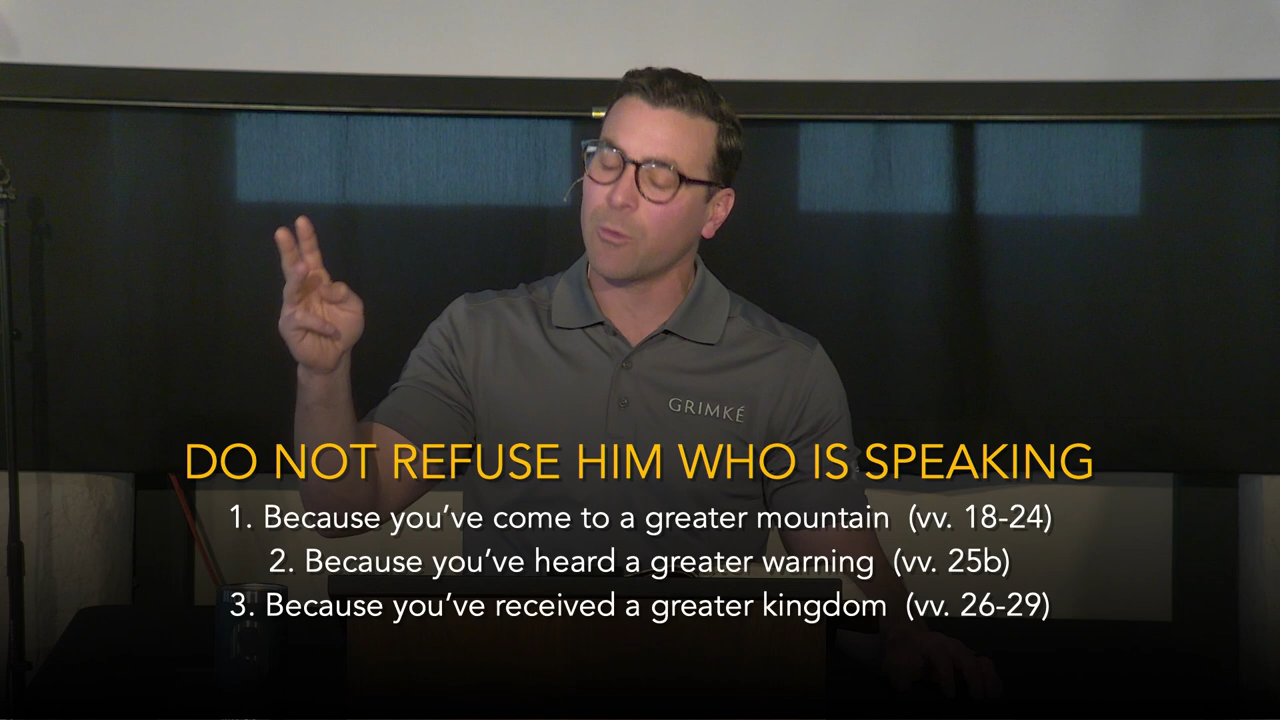 GRIMKÉ
DO NOT REFUSE HIM WHO IS SPEAKING
1. Because you’ve come to a greater mountain (vv. 18-24)
2. Because you’ve heard a greater warning (vv. 25b)
3. Because you’ve received a greater kingdom (vv. 26-29)